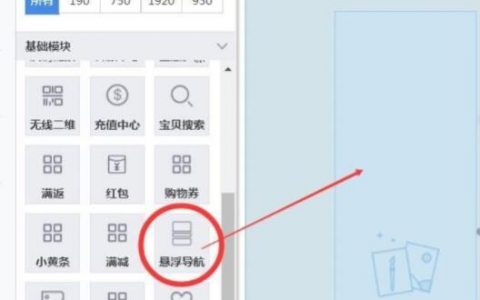 所有 190 750 1920 950
基础模块
无线二维 充值中心 宝贝搜索
满返 红包 购物券
小黄条 满减 悬浮导航